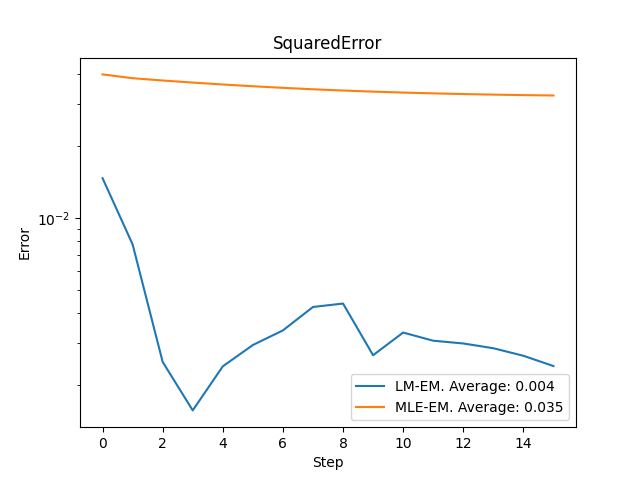 SquaredError
Error
10⁻²
LM-EM. Average: 0.004
MLE-EM. Average: 0.035
0 2 4 6 8 10 12 14
Step